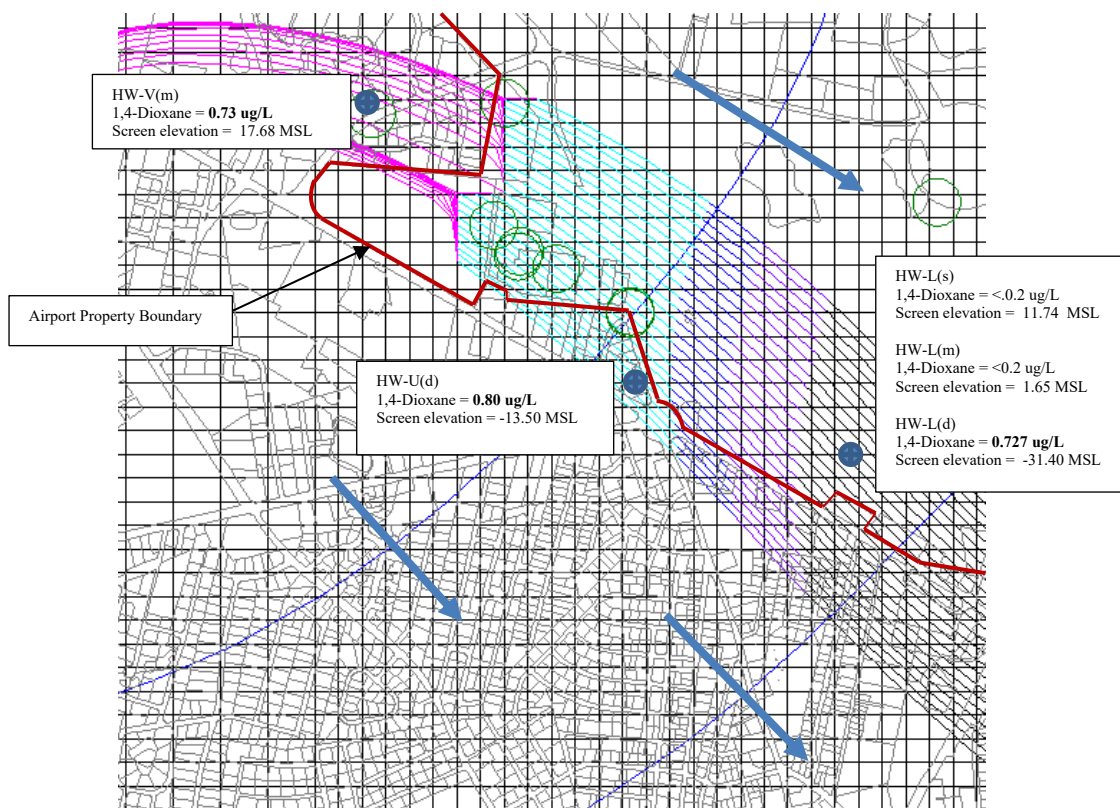 HW-V(m)
1,4-Dioxane = 0.73 ug/L
Screen elevation = 17.68 MSL
Airport Property Boundary
HW-U(d)
1,4-Dioxane = 0.80 ug/L
Screen elevation = -13.50 MSL
HW-L(s)
1,4-Dioxane = <.0.2 ug/L
Screen elevation = 11.74 MSL
HW-L(m)
1,4-Dioxane = <0.2 ug/L
Screen elevation = 1.65 MSL
HW-L(d)
1,4-Dioxane = 0.727 ug/L
Screen elevation = -31.40 MSL